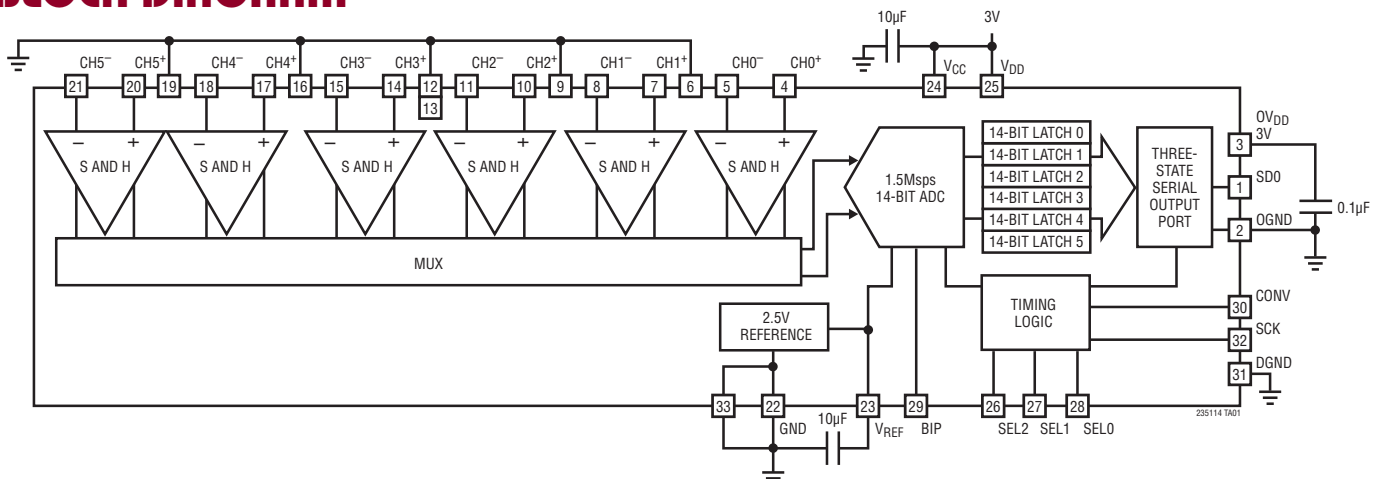 BLOCK DIAGRAM
10µF 3V
CH5– CH5+ CH4– CH4+ CH3– CH3+ CH2– CH2+ CH1– CH1+ CH0– CH0+ VCC VDD
21 20 19 18 17 16 15 14 12 11 10 9 8 7 6 5 4 24 25
13
– + – + – + – + – + – +
S AND H S AND H S AND H S AND H S AND H S AND H
MUX
1.5Msps
14-BIT ADC
14-BIT LATCH 0
14-BIT LATCH 1
14-BIT LATCH 2
14-BIT LATCH 3
14-BIT LATCH 4
14-BIT LATCH 5
THREE-
STATE
SERIAL
OUTPUT
PORT
OVDD
3V
3
SD0
1
0.1µF
OGND
2
2.5V
REFERENCE
TIMING
LOGIC
CONV
30
SCK
32
DGND
31
33 22 23 29 26 27 28
GND 10µF VREF BIP SEL2 SEL1 SEL0
235114 TA01